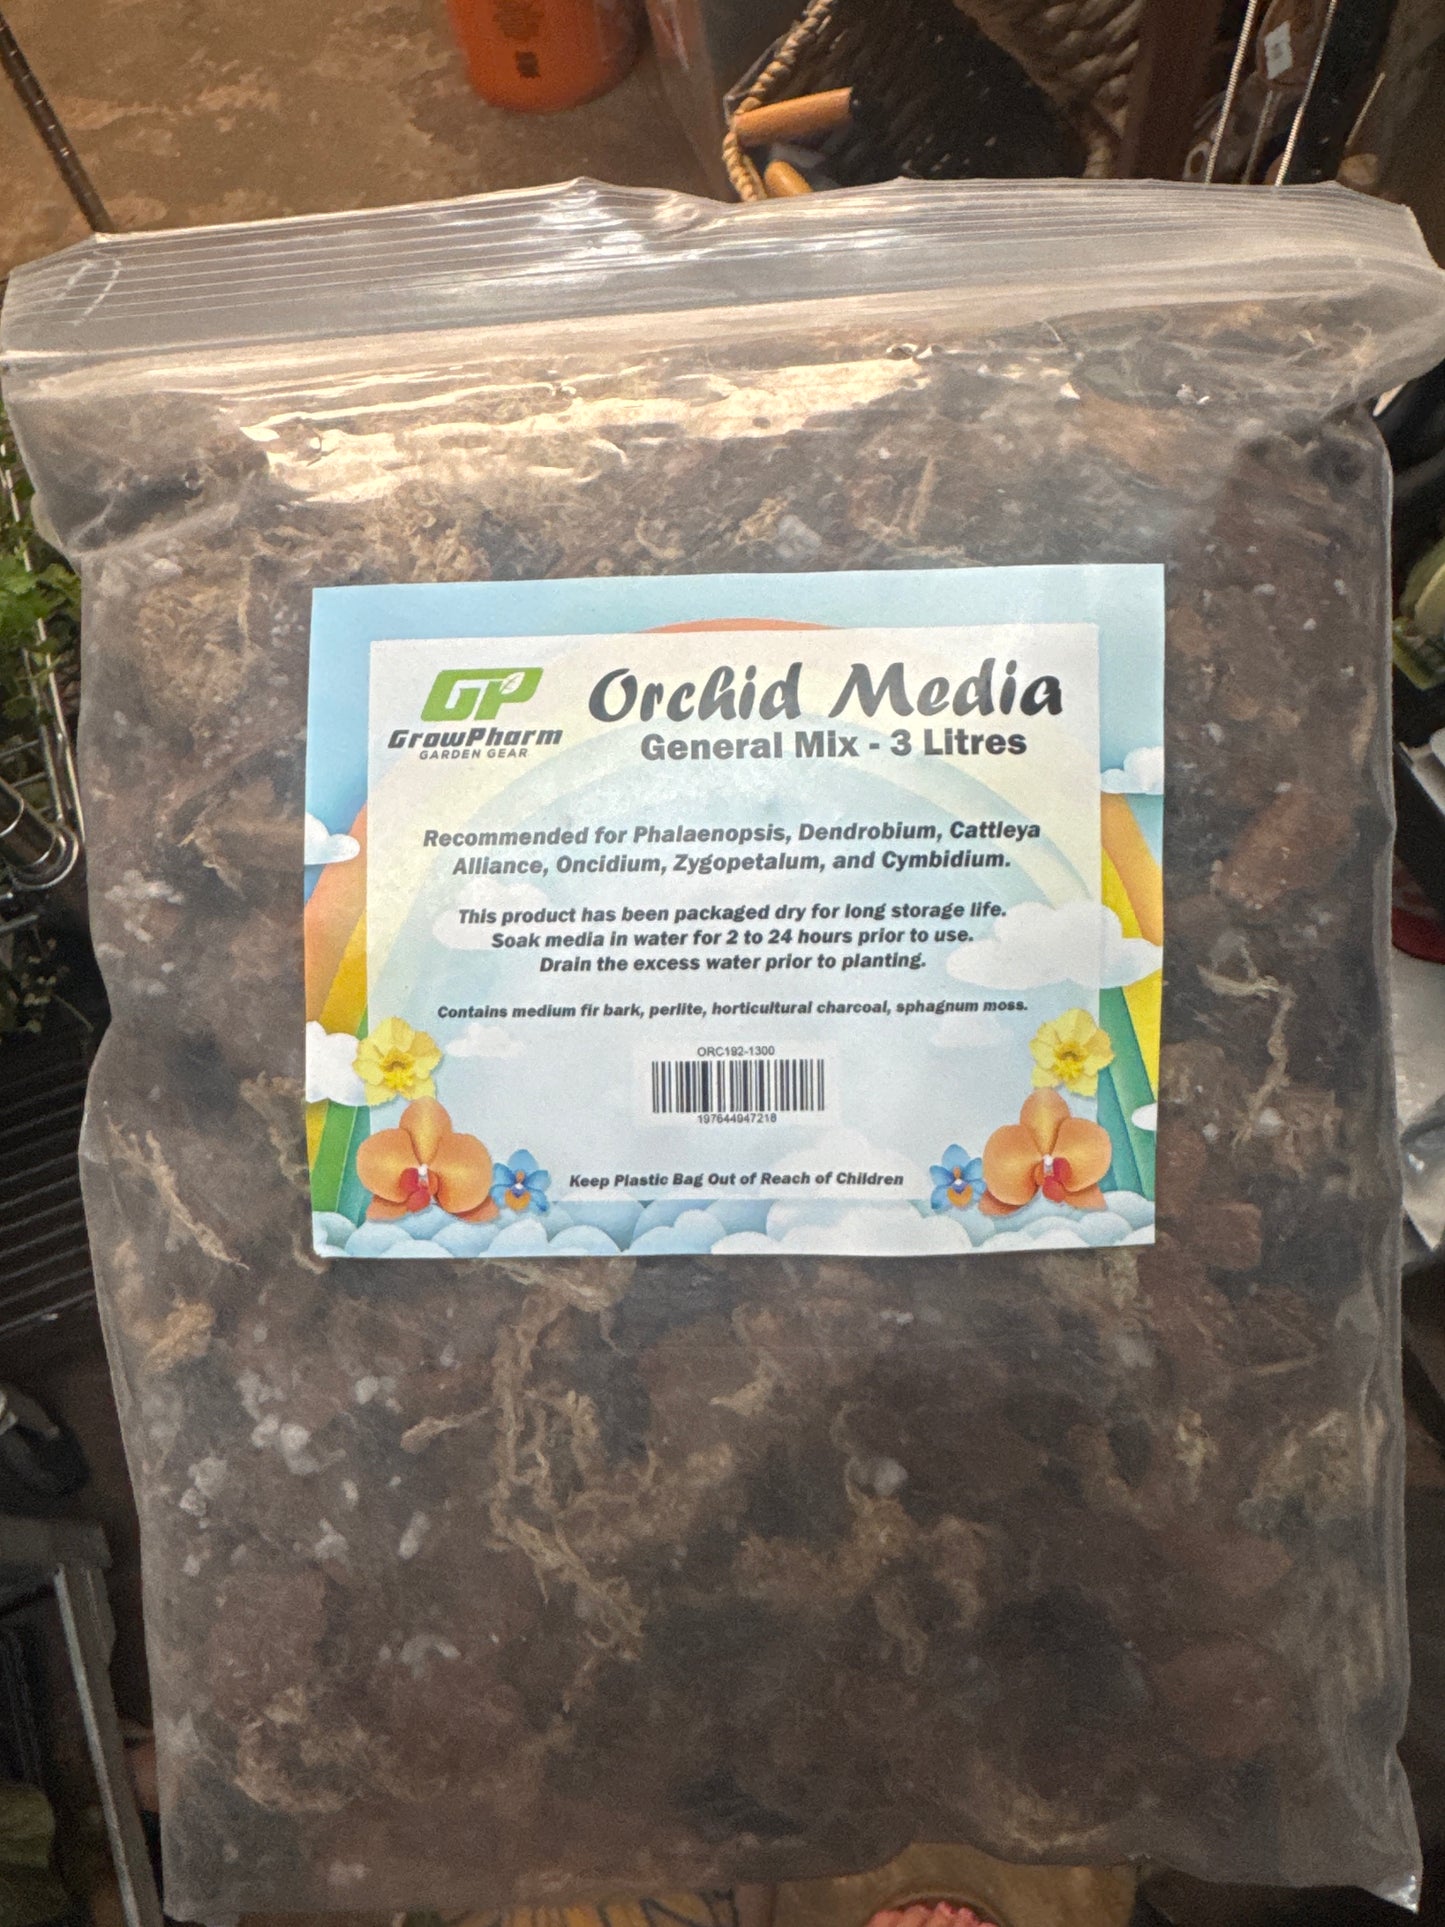 GP
GrowPharm
GARDEN GEAR
Orchid Media
General Mix - 3 Litres
Recommended for Phalaenopsis, Dendrobium, Cattleya
Alliance, Oncidium, Zygopetalum, and Cymbidium.
This product has been packaged dry for long storage life.
Soak media in water for 2 to 24 hours prior to use.
Drain the excess water prior to planting.
Contains medium fir bark, perlite, horticultural charcoal, sphagnum moss.
ORC192-1300
197644947218
Keep Plastic Bag Out of Reach of Children